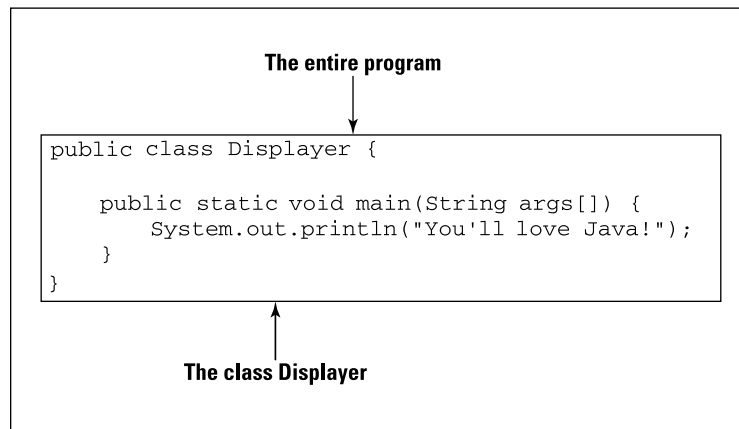 The entire program
public class Displayer {
public static void main(String args[]) {
System.out.println("You'll love Java!");
}
}
The class Displayer